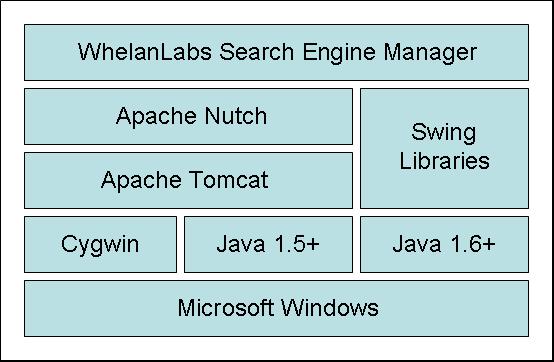 WhelanLabs Search Engine Manager
Apache Nutch
Swing
Libraries
Apache Tomcat
Cygwin
Java 1.5+
Java 1.6+
Microsoft Windows